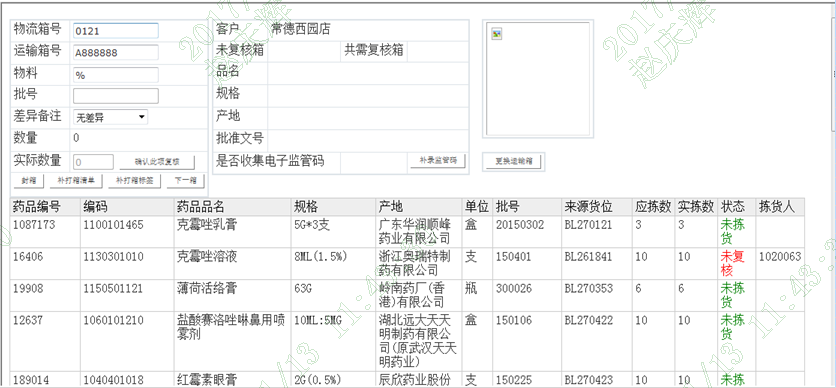 物流箱号 0121 客户 常德西园店
运输箱号 A888888 未复核箱 共需复核箱
物料 % 品名
批号 规格
差异备注 无差异 产地
数量 0 批准文号
实际数量 0 确认此项复核 是否收集电子监管码 补录监管码 更换运输箱
封箱 补打箱清单 补打箱标签 下一箱
药品编号 编码 药品品名 规格 产地 单位 批号 来源货位 应拣数 实拣数 状态 拣货人
1087173 1100101465 克霉唑乳膏 5G*3支 广东华润顺峰 盒 20150302 BL270121 3 3 未拣
药业有限公司 货
16406 1130301010 克霉唑溶液 8ML(1.5%) 浙江奥瑞特制 支 150401 BL261841 10 10 未复 1020063
药有限公司 核
19908 1150501121 薄荷活络膏 63G 岭南药厂(香 瓶 300026 BL270353 6 6 未拣
港)有限公司 货
12637 1060101210 盐酸赛洛唑啉鼻用喷 10ML:5MG 湖北远大天天 盒 150106 BL270422 10 10 未拣
雾剂 明制药有限公司 货
(原武汉天天
明药业)
189014 1040401018 红霉素眼膏 2G(0.5%) 辰欣药业股份 支 150225 BL270423 10 10 未拣
赵庆辉